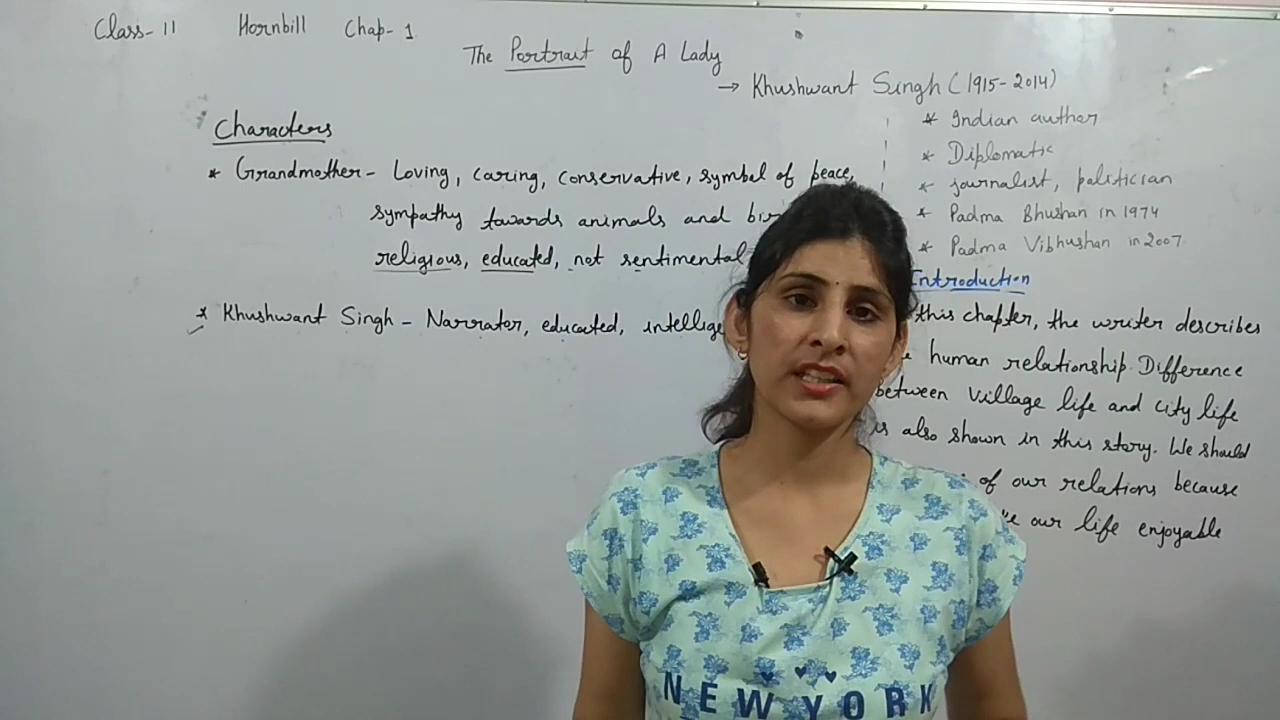 Class-11 Hornbill Chap-1
The Portrait of A Lady
→ Khushwant Singh (1915-2014)
* Indian author
* Diplomatic
* journalist, politician
* Padma Bhushan in 1974
* Padma Vibhushan in 2007
Characters
* Grandmother- Loving, caring, conservative, symbol of peace,
sympathy towards animals and
religious, educated, not sentimental
* Khushwant Singh - Narrator, educated,
Introduction
this chapter, the writer describes
human relationship. Difference
between village life and city life
is also shown in this story. We should
of our relations because
our life enjoyable
NEW YORK